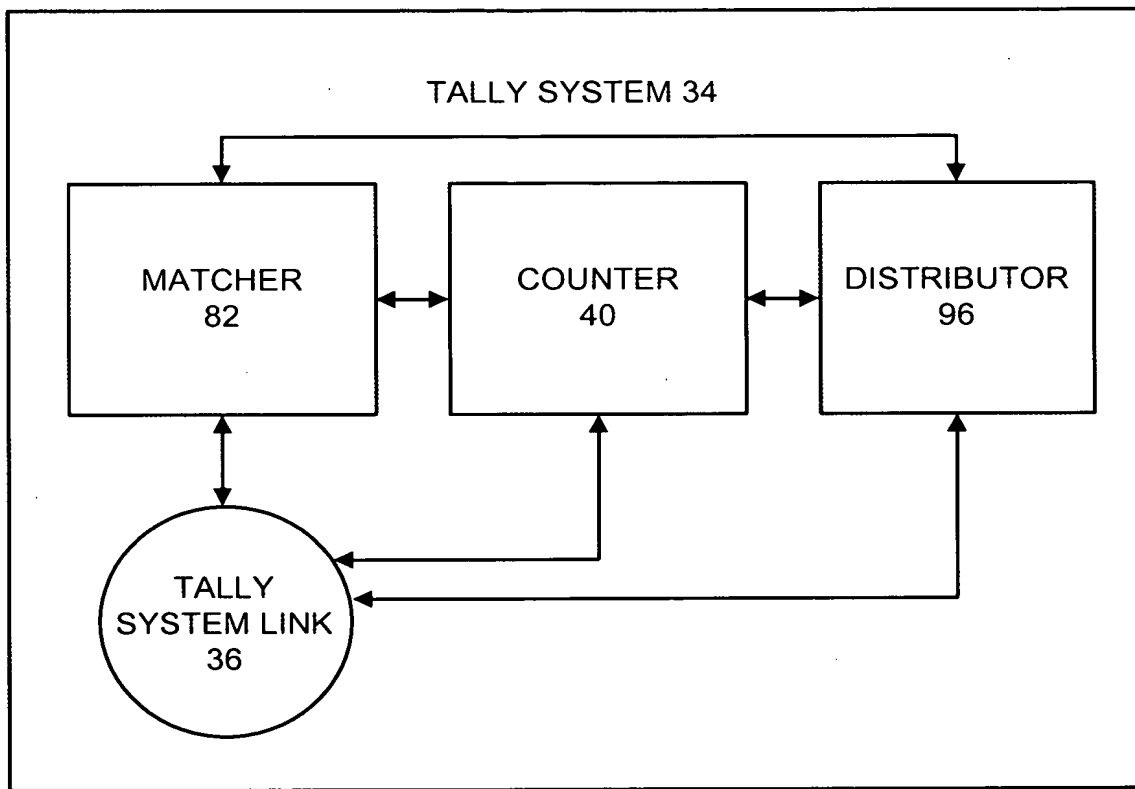 TALLY SYSTEM 34
MATCHER
82
COUNTER
40
DISTRIBUTOR
96
TALLY
SYSTEM LINK
36